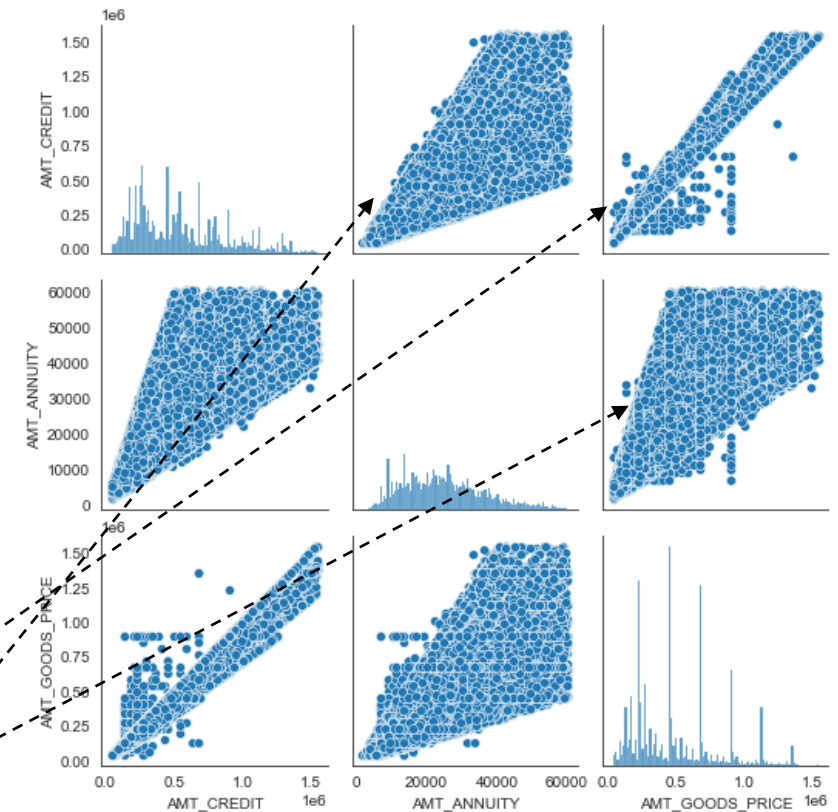 1e6
1.50
1.25
1.00
0.75
0.50
0.25
0.00
AMT_CREDIT
60000
50000
40000
30000
20000
10000
0
AMT_ANNUITY
1e6
1.50
1.25
1.00
0.75
0.50
0.25
0.00
AMT_GOODS_PRICE
0.0 0.5 1.0 1.5
1e6
AMT_CREDIT
0 20000 40000 60000
AMT_ANNUITY
0.0 0.5 1.0 1.5
1e6
AMT_GOODS_PRICE